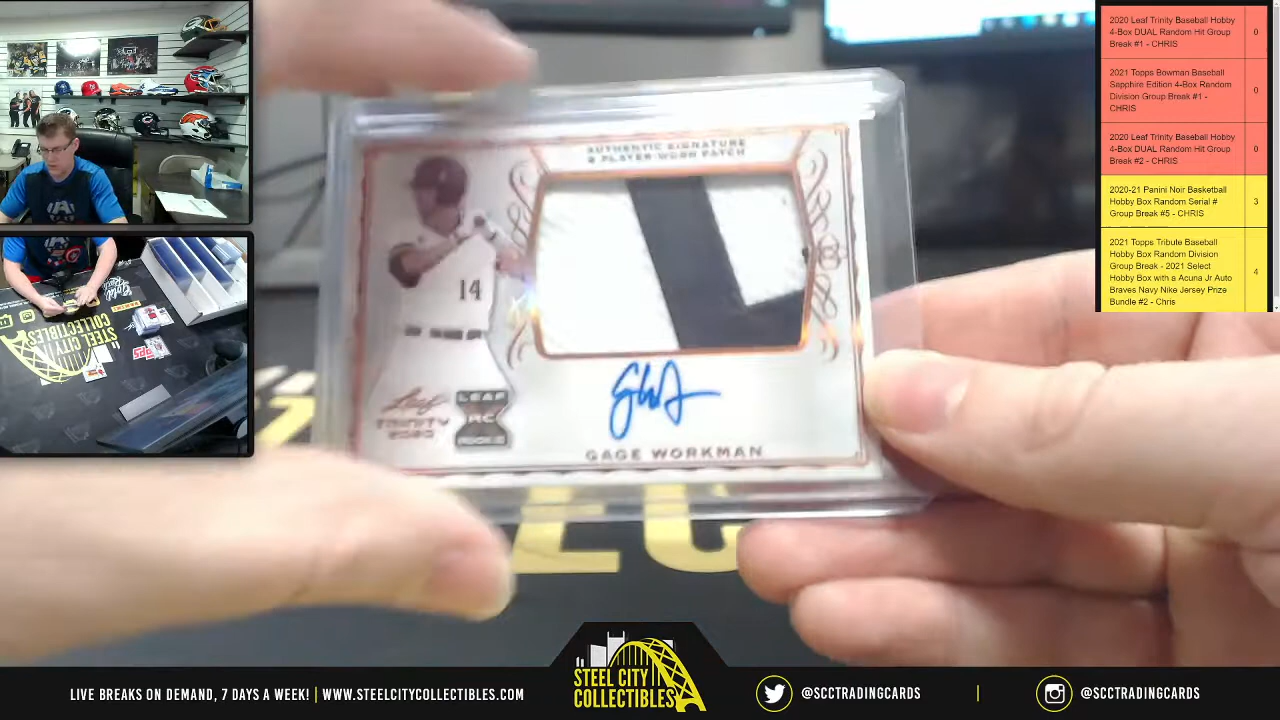 2020 Leaf Trinity Baseball Hobby
4-Box DUAL Random Hit Group
Break #1 - CHRIS
0
2021 Topps Bowman Baseball
Sapphire Edition 4-Box Random
Division Group Break #1 -
CHRIS
0
2020 Leaf Trinity Baseball Hobby
4-Box DUAL Random Hit Group
Break #2 - CHRIS
0
2020-21 Panini Noir Basketball
Hobby Box Random Serial #
Group Break #5 - CHRIS
3
2021 Topps Tribute Baseball
Hobby Box Random Division
Group Break - 2021 Select
Hobby Box with a Acuna Jr Auto
Braves Navy Nike Jersey Prize
Bundle #2 - Chris
4
AUTHENTIC SIGNATURE
& PLAYER-WORN PATCH
14
Leaf
TRINITY
2020
LEAF
RC
ROOKIE
GAGE WORKMAN
STEEL CITY
COLLECTIBLES
LIVE BREAKS ON DEMAND, 7 DAYS A WEEK! | WWW.STEELCITYCOLLECTIBLES.COM
STEEL CITY
COLLECTIBLES
@SCCTRADINGCARDS
@SCCTRADINGCARDS